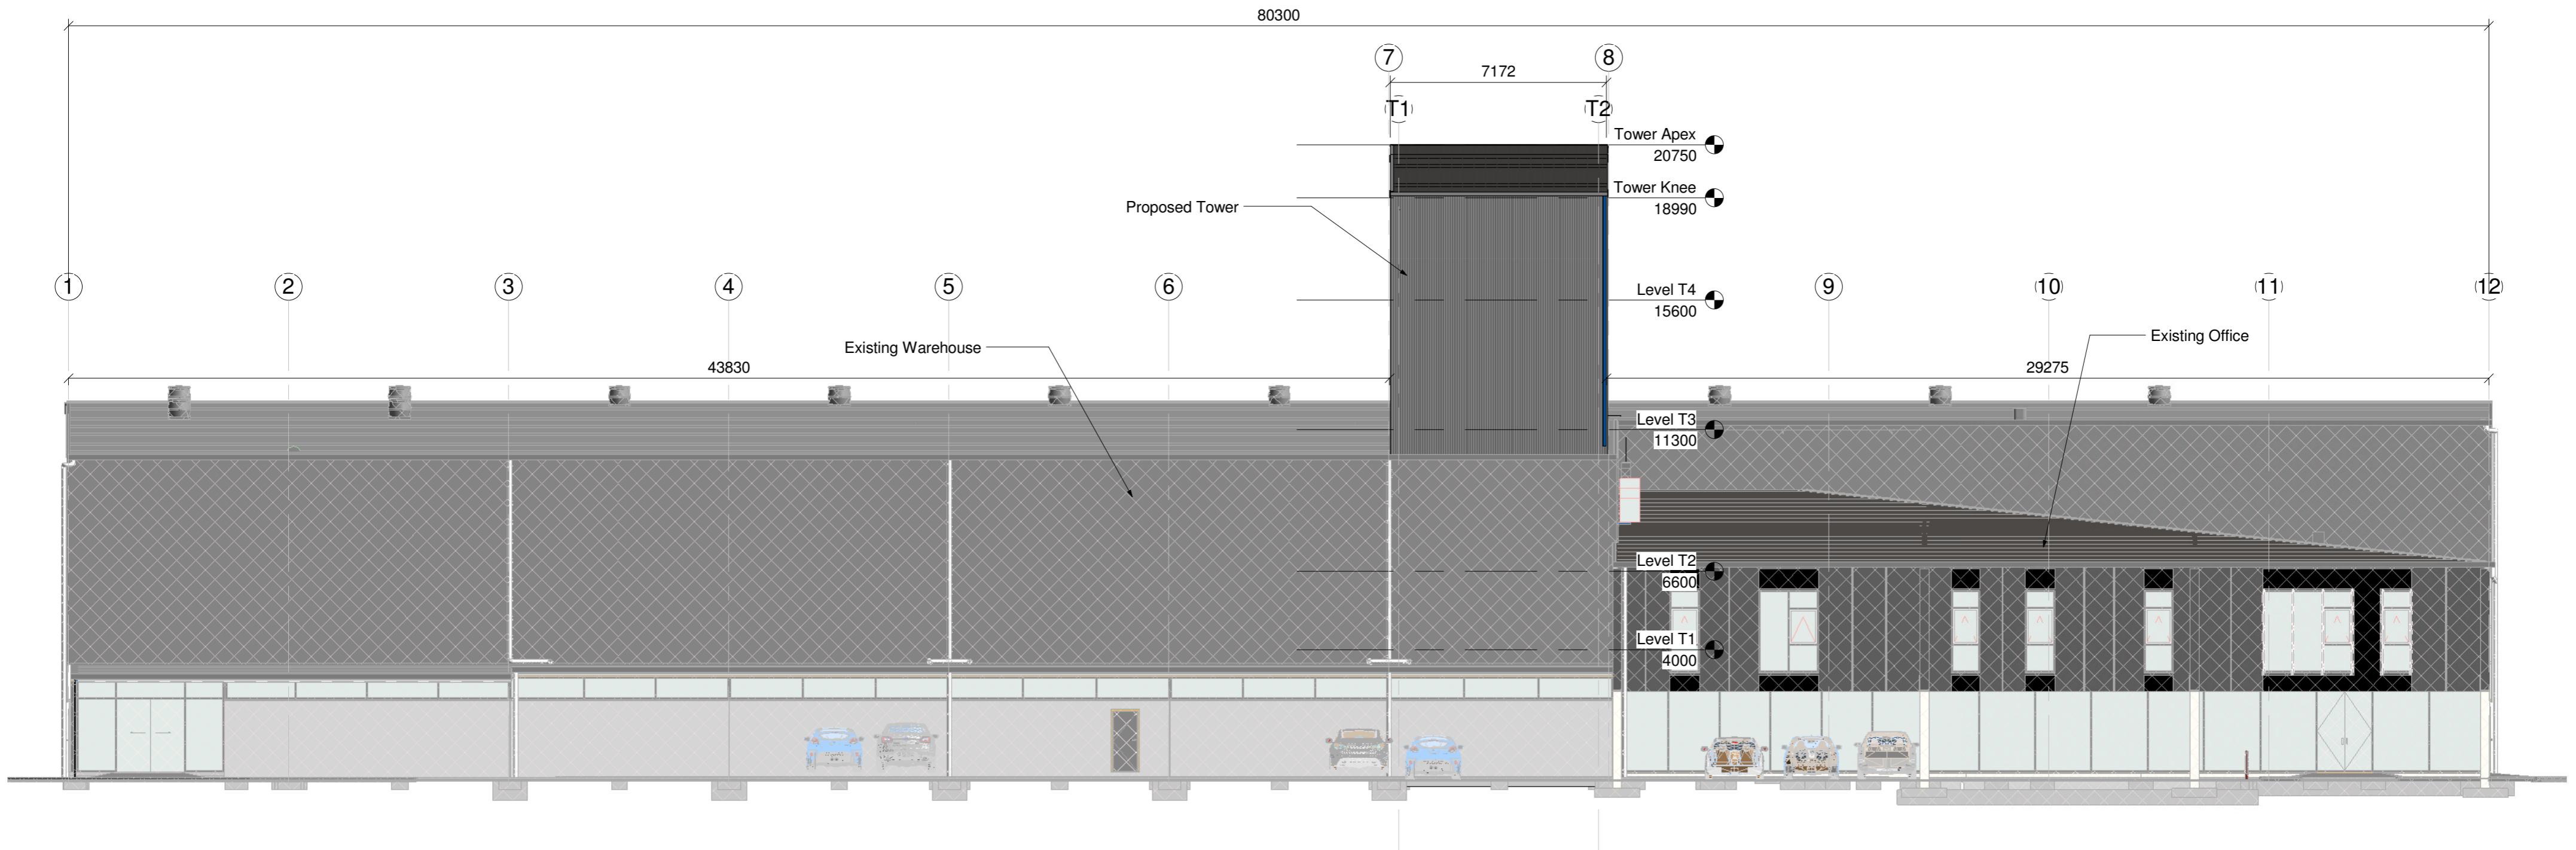 80300
7
8
7172
T1
T2
Tower Apex
20750
Tower Knee
18990
Proposed Tower
1
2
3
4
5
6
Level T4
15600
9
10
11
12
Existing Warehouse
Existing Office
43830
29275
Level T3
11300
Level T2
6600
Level T1
4000